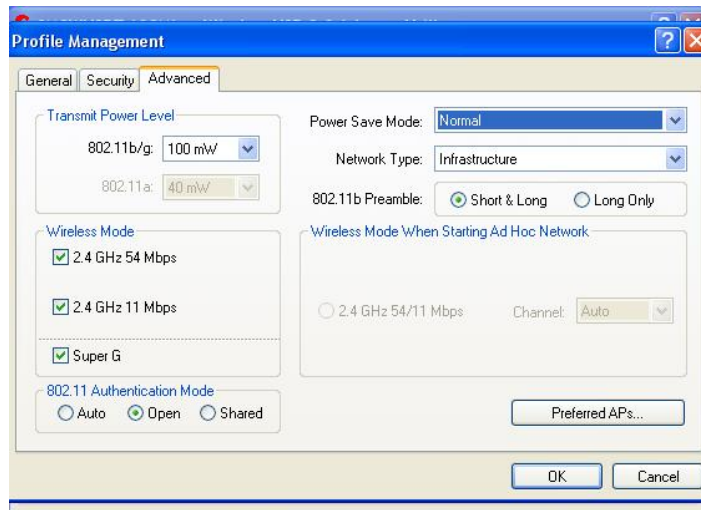 Profile Management
General Security Advanced
Transmit Power Level
802.11b/g: 100 mW
802.11a: 40 mW
Power Save Mode: Normal
Network Type: Infrastructure
802.11b Preamble: Short & Long Long Only
Wireless Mode
2.4 GHz 54 Mbps
2.4 GHz 11 Mbps
Super G
Wireless Mode When Starting Ad Hoc Network
2.4 GHz 54/11 Mbps Channel: Auto
802.11 Authentication Mode
Auto Open Shared
Preferred APs...
OK Cancel